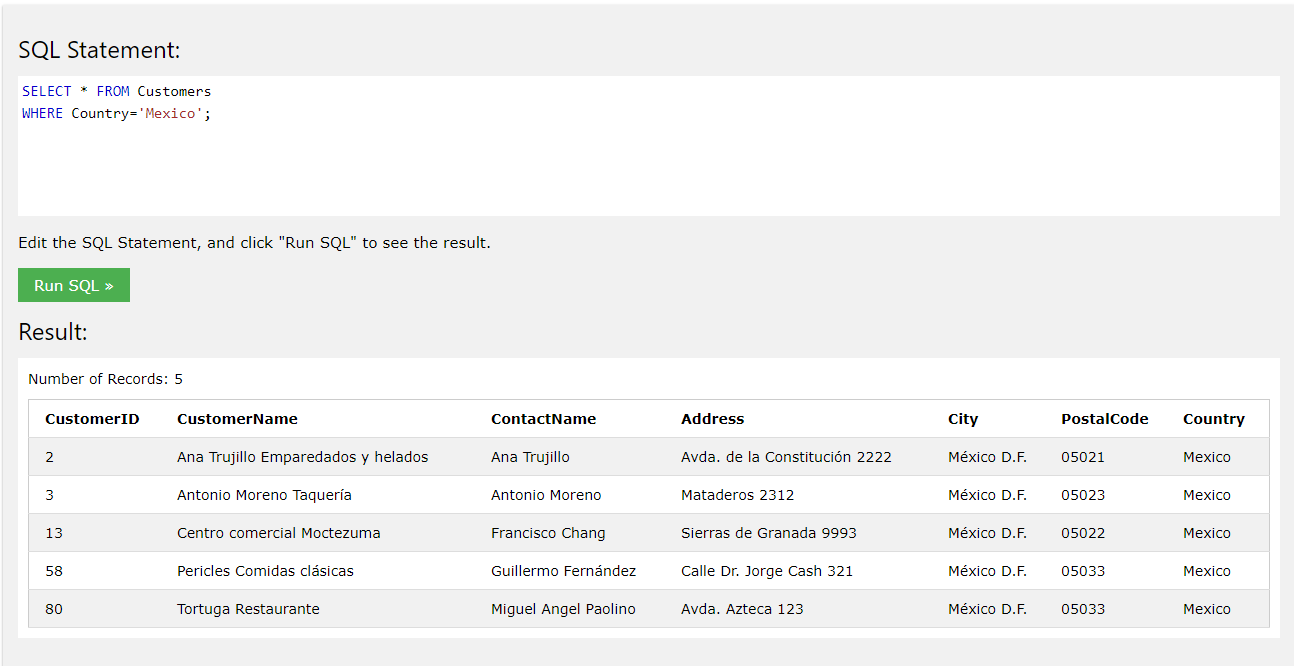 SQL Statement:
SELECT * FROM Customers
WHERE Country='Mexico';
Edit the SQL Statement, and click "Run SQL" to see the result.
Run SQL »
Result:
Number of Records: 5
CustomerID CustomerName ContactName Address City PostalCode Country
2 Ana Trujillo Emparedados y helados Ana Trujillo Avda. de la Constitución 2222 México D.F. 05021 Mexico
3 Antonio Moreno Taquería Antonio Moreno Mataderos 2312 México D.F. 05023 Mexico
13 Centro comercial Moctezuma Francisco Chang Sierras de Granada 9993 México D.F. 05022 Mexico
58 Pericles Comidas clásicas Guillermo Fernández Calle Dr. Jorge Cash 321 México D.F. 05033 Mexico
80 Tortuga Restaurante Miguel Angel Paolino Avda. Azteca 123 México D.F. 05033 Mexico